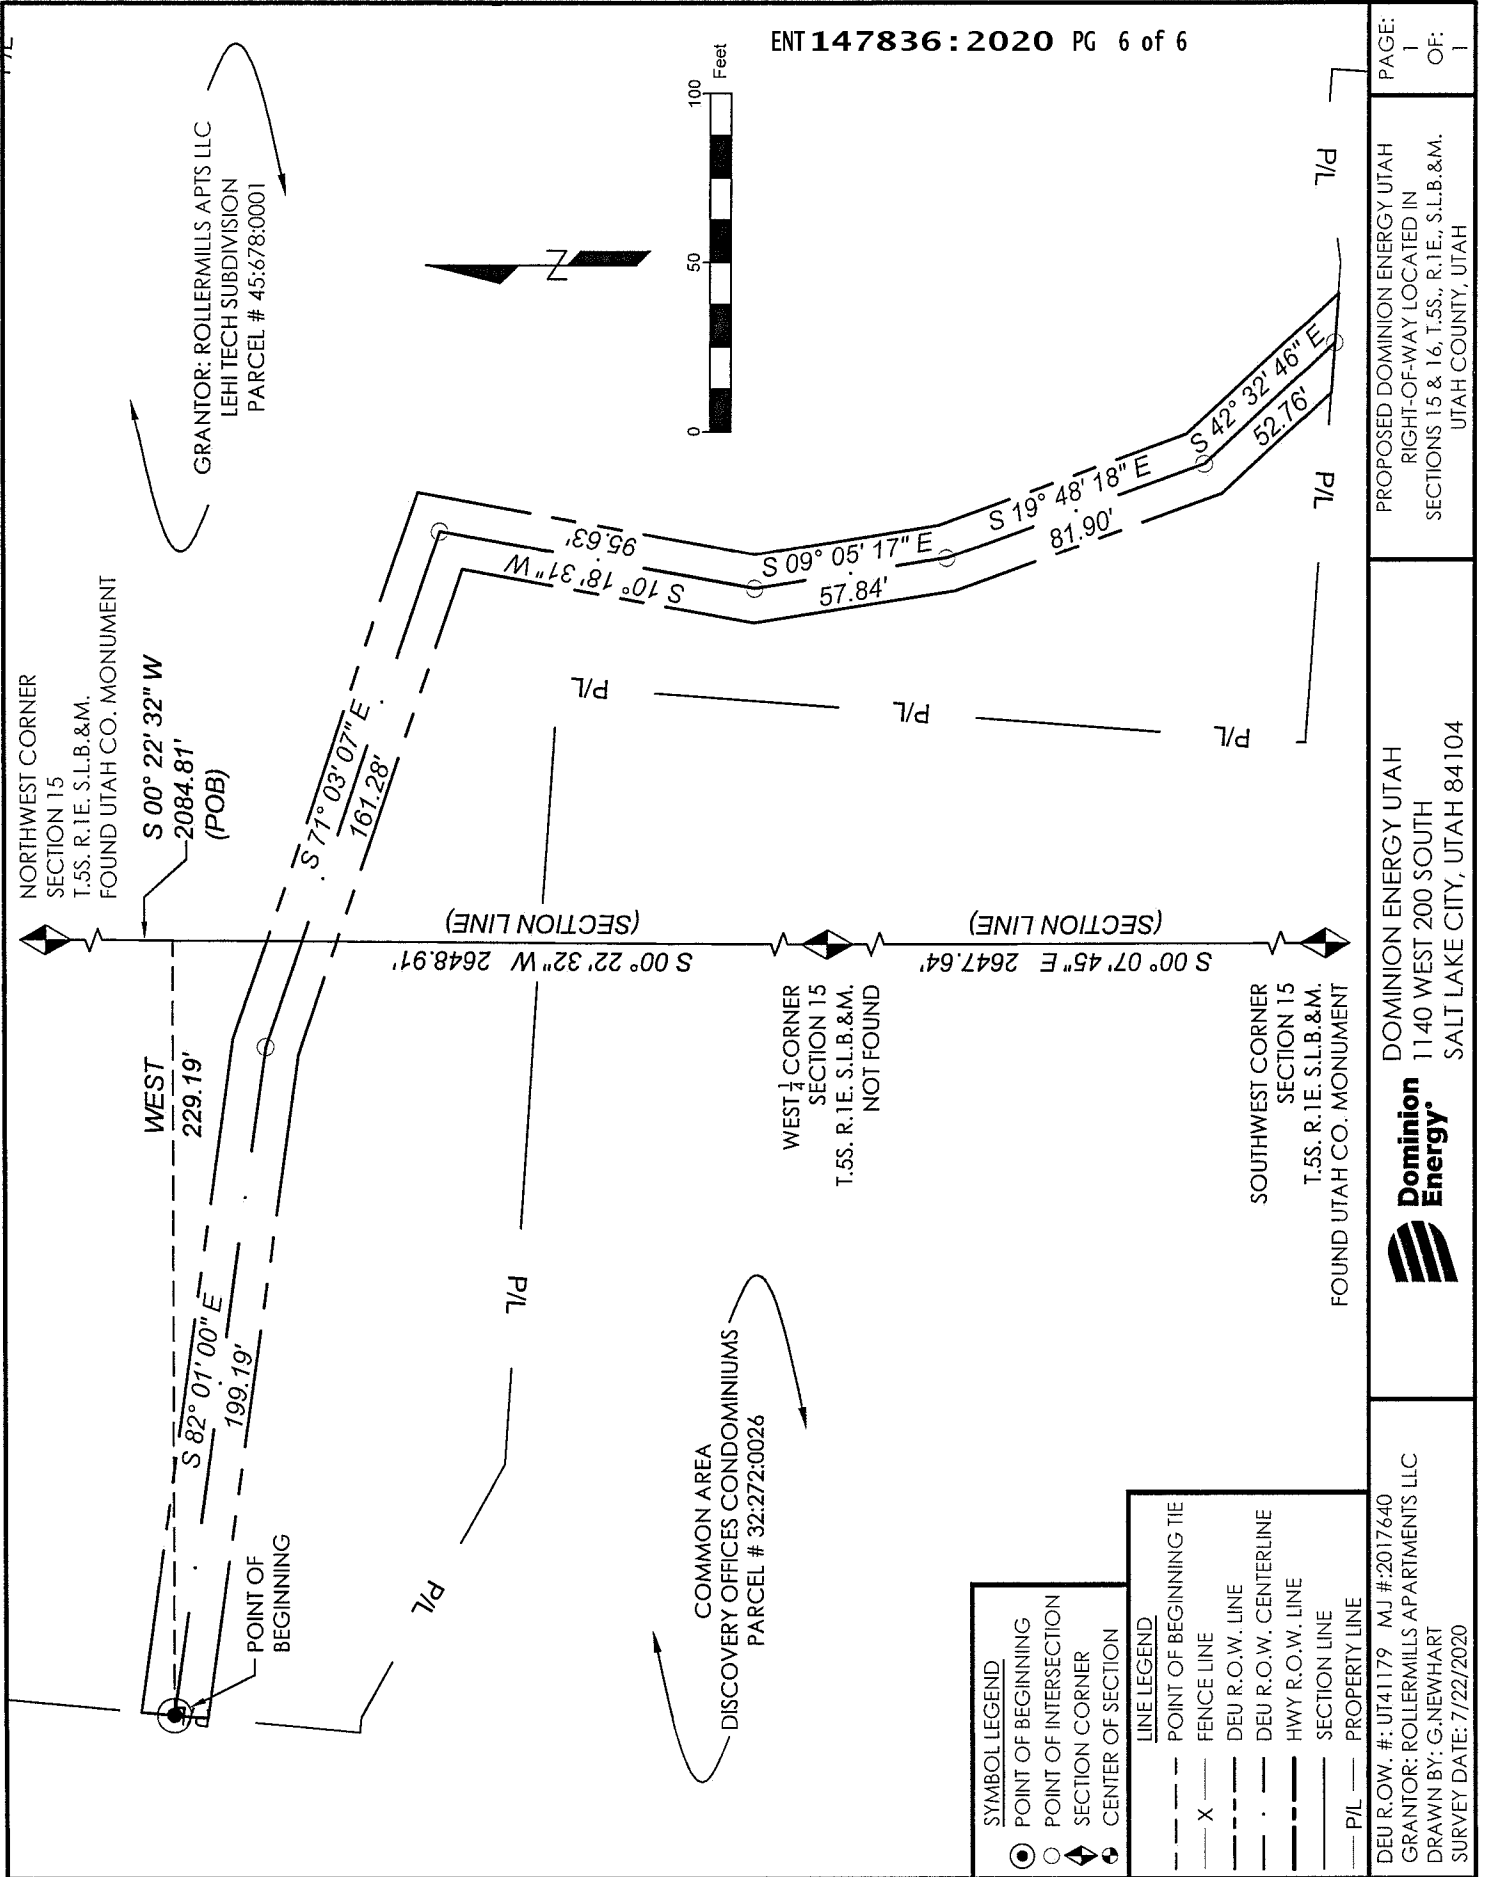 ENT 147836:2020 PG 6 of 6
NORTHWEST CORNER
SECTION 15
T.5S. R.1E. S.L.B.&M.
FOUND UTAH CO. MONUMENT
S 00° 22' 32" W
2084.81'
(POB)
GRANTOR: ROLLERMILLS APTS LLC
LEHI TECH SUBDIVISION
PARCEL # 45:678:0001
N
0
50
100
Feet
WEST
229.19'
S 82° 01' 00" E
199.19'
POINT OF
BEGINNING
S 71° 03' 07" E
161.28'
S 10° 18' 31" W
95.63'
S 09° 05' 17" E
57.84'
S 19° 48' 18" E
81.90'
S 42° 32' 46" E
52.76'
P/L
P/L
P/L
P/L
P/L
P/L
P/L
S 00° 22' 32" W 2648.91'
(SECTION LINE)
WEST 1/4 CORNER
SECTION 15
T.5S. R.1E. S.L.B.&M.
NOT FOUND
S 00° 07' 45" E 2647.64'
(SECTION LINE)
SOUTHWEST CORNER
SECTION 15
T.5S. R.1E. S.L.B.&M.
FOUND UTAH CO. MONUMENT
COMMON AREA
DISCOVERY OFFICES CONDOMINIUMS
PARCEL # 32:272:0026
SYMBOL LEGEND
POINT OF BEGINNING
POINT OF INTERSECTION
SECTION CORNER
CENTER OF SECTION
LINE LEGEND
POINT OF BEGINNING TIE
X FENCE LINE
DEU R.O.W. LINE
DEU R.O.W. CENTERLINE
HWY R.O.W. LINE
SECTION LINE
P/L PROPERTY LINE
DEU R.OW. #: UT41179 MJ #:2017640
GRANTOR: ROLLERMILLS APARTMENTS LLC
DRAWN BY: G.NEWHART
SURVEY DATE: 7/22/2020
Dominion
Energy®
DOMINION ENERGY UTAH
1140 WEST 200 SOUTH
SALT LAKE CITY, UTAH 84104
PROPOSED DOMINION ENERGY UTAH
RIGHT-OF-WAY LOCATED IN
SECTIONS 15 & 16, T.5S., R.1E., S.L.B.&M.
UTAH COUNTY, UTAH
PAGE:
1
OF:
1